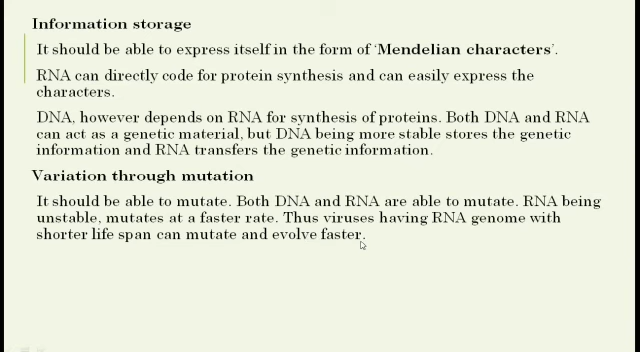 Information storage
It should be able to express itself in the form of ‘Mendelian characters’.
RNA can directly code for protein synthesis and can easily express the
characters.
DNA, however depends on RNA for synthesis of proteins. Both DNA and RNA
can act as a genetic material, but DNA being more stable stores the genetic
information and RNA transfers the genetic information.
Variation through mutation
It should be able to mutate. Both DNA and RNA are able to mutate. RNA being
unstable, mutates at a faster rate. Thus viruses having RNA genome with
shorter life span can mutate and evolve faster.